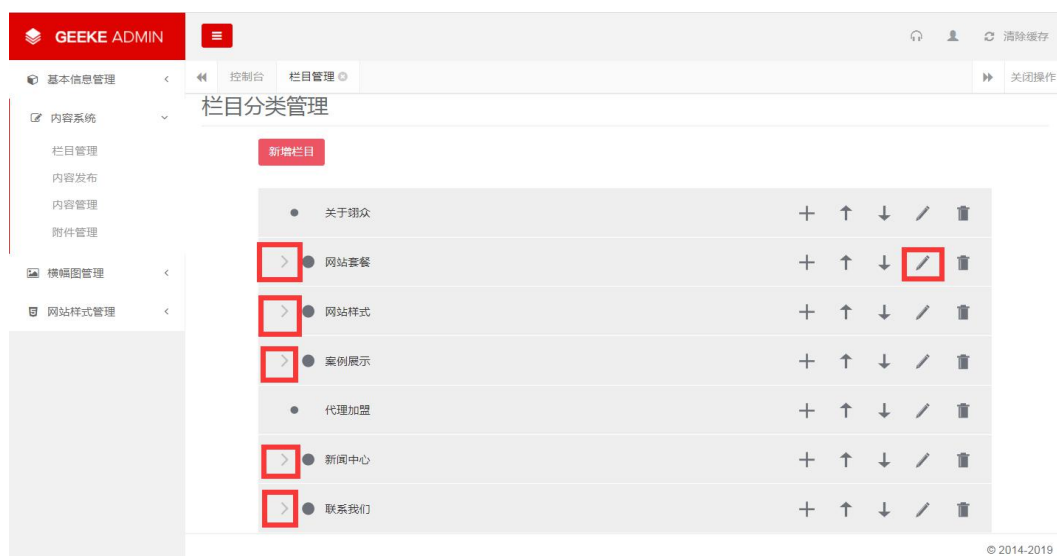 GEEKE ADMIN
清除缓存
基本信息管理
控制台
栏目管理
关闭操作
内容系统
栏目管理
内容发布
内容管理
附件管理
横幅图管理
网站样式管理
栏目分类管理
新增栏目
关于翊众
网站套餐
网站样式
案例展示
代理加盟
新闻中心
联系我们
© 2014-2019